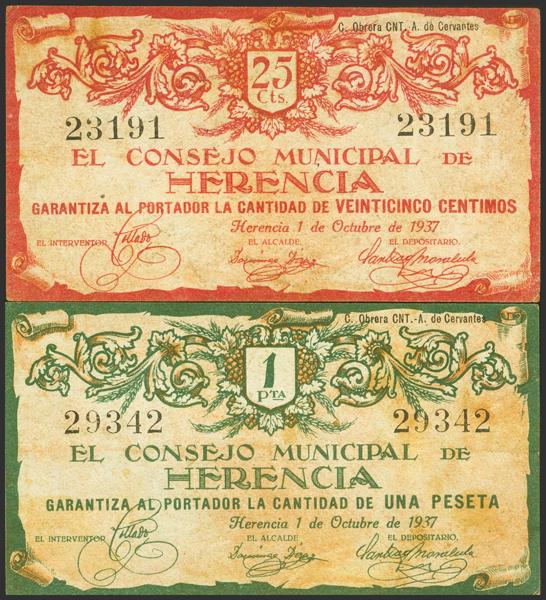 C. Obrera CNT.-A. de Cervantes
25
Cts.
23191 23191
EL CONSEJO MUNICIPAL DE
HERENCIA
GARANTIZA AL PORTADOR LA CANTIDAD DE VEINTICINCO CENTIMOS
Herencia 1 de Octubre de 1937
EL INTERVENTOR, EL ALCALDE, EL DEPOSITARIO,
C. Obrera CNT.-A. de Cervantes
1
PTA
29342 29342
EL CONSEJO MUNICIPAL DE
HERENCIA
GARANTIZA AL PORTADOR LA CANTIDAD DE UNA PESETA
Herencia 1 de Octubre de 1937
EL INTERVENTOR, EL ALCALDE, EL DEPOSITARIO,